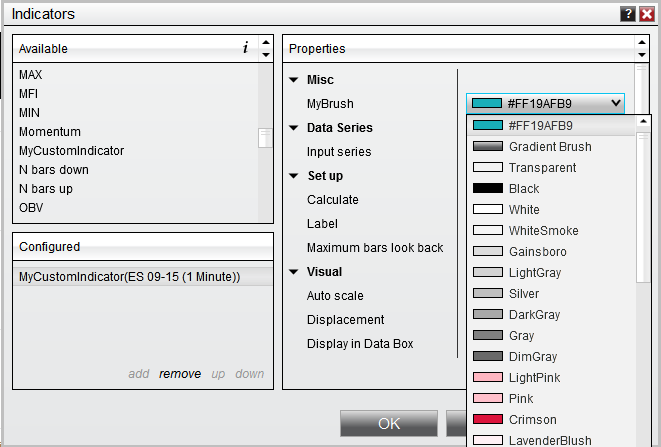 Indicators
?
Available
i
MAX
MFI
MIN
Momentum
MyCustomIndicator
N bars down
N bars up
OBV
Configured
MyCustomIndicator(ES 09-15 (1 Minute))
add remove up down
Properties
Misc
MyBrush
#FF19AFB9
Data Series
Input series
Set up
Calculate
Label
Maximum bars look back
Visual
Auto scale
Displacement
Display in Data Box
#FF19AFB9
Gradient Brush
Transparent
Black
White
WhiteSmoke
Gainsboro
LightGray
Silver
DarkGray
Gray
DimGray
LightPink
Pink
Crimson
LavenderBlush
OK